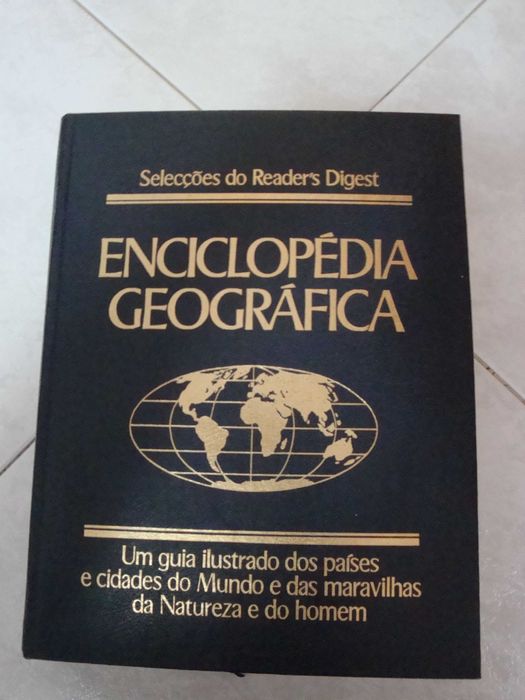 Selecções do Reader's Digest
ENCICLOPÉDIA
GEOGRÁFICA
Um guia ilustrado dos países
e cidades do Mundo e das maravilhas
da Natureza e do homem